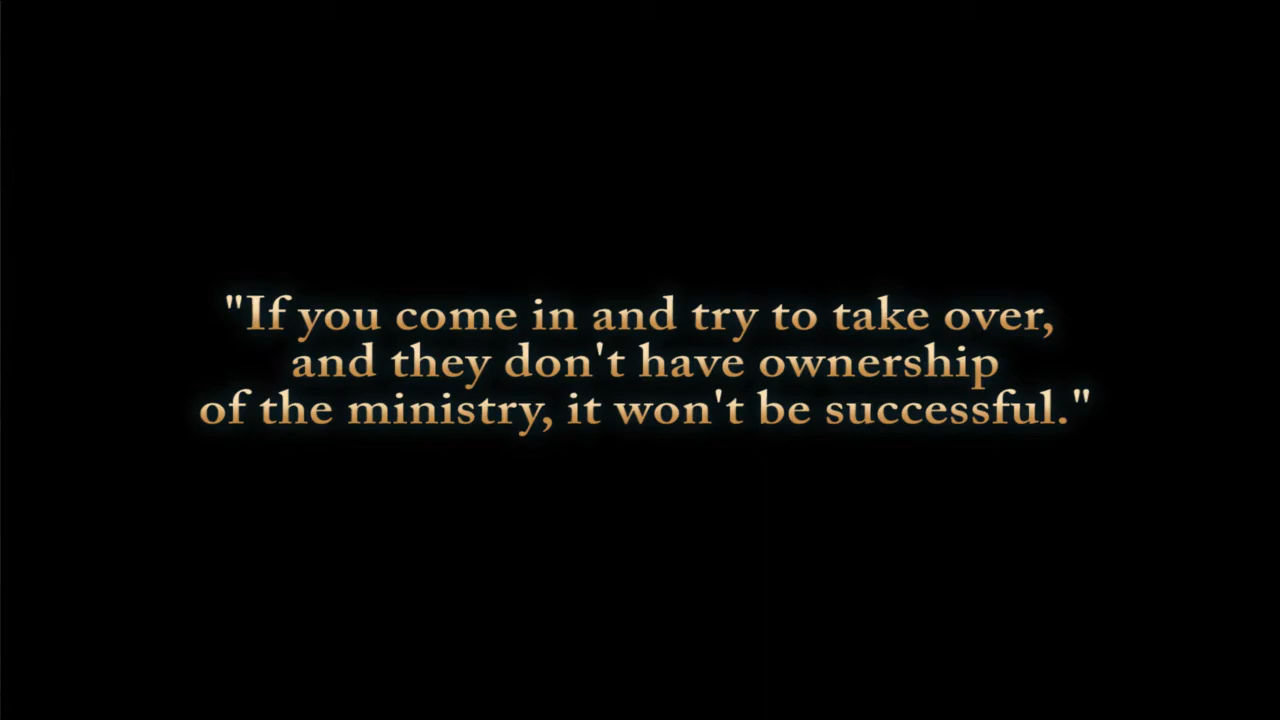 "If you come in and try to take over,
and they don't have ownership
of the ministry, it won't be successful."